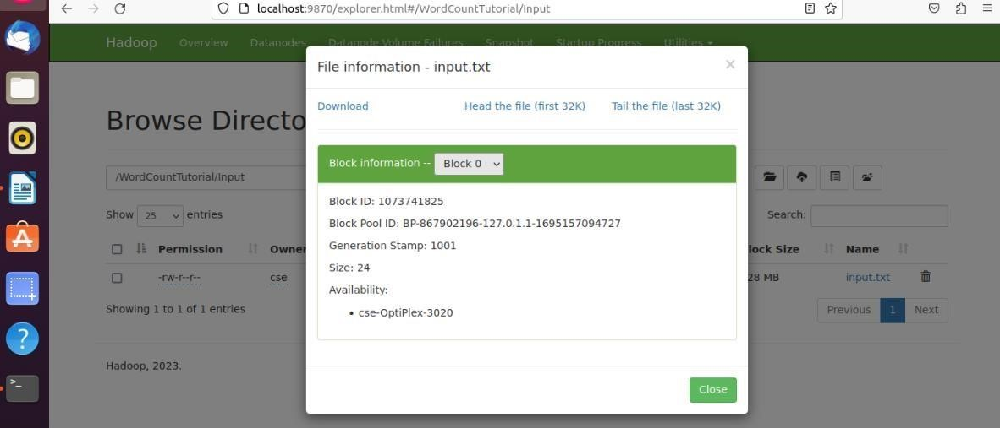 localhost:9870/explorer.html#/WordCountTutorial/Input
Hadoop Overview Datanodes Datanode Volume Failures Snapshot Startup Progress Utilities
File information - input.txt ×
Download Head the file (first 32K) Tail the file (last 32K)
Browse Directo
Block information -- Block 0
/WordCountTutorial/Input
Block ID: 1073741825
Show 25 entries
Search:
Block Pool ID: BP-867902196-127.0.1.1-1695157094727
Generation Stamp: 1001
Permission Owner lock Size Name
Size: 24
-rw-r--r-- cse 28 MB input.txt
Availability:
Showing 1 to 1 of 1 entries
cse-OptiPlex-3020
Previous 1 Next
Hadoop, 2023.
Close